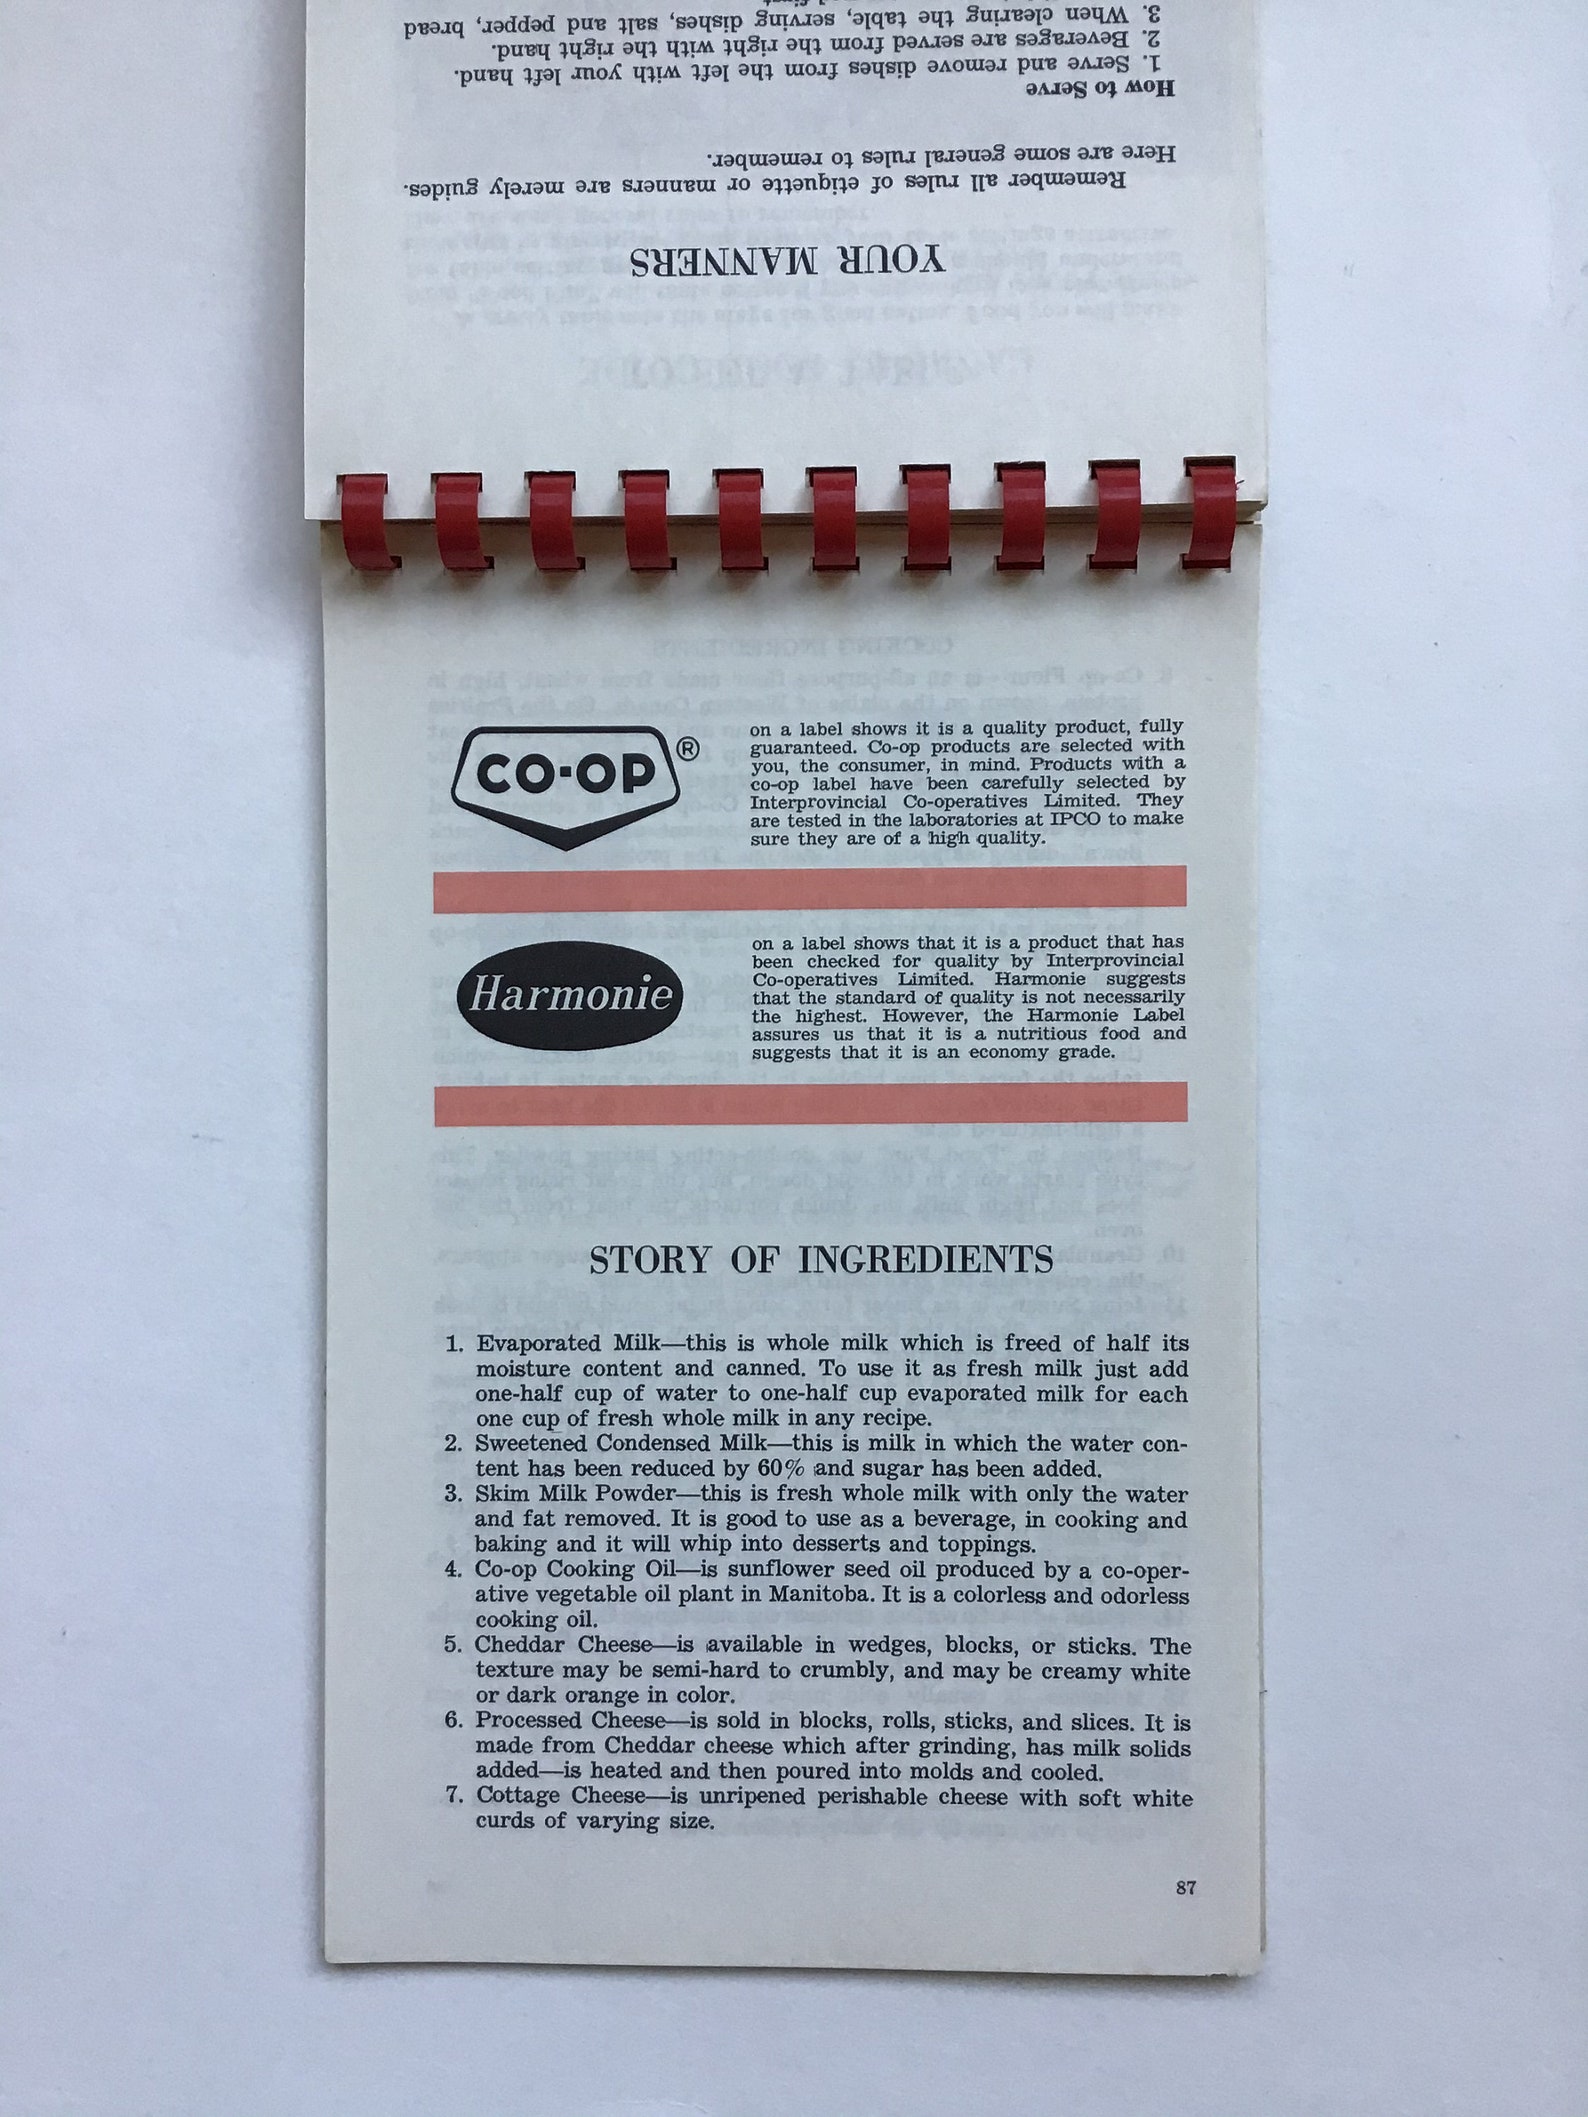 YOUR MANNERS
Remember all rules of etiquette or manners are merely guides.
Here are some general rules to remember.
How to Serve
1. Serve and remove dishes from the left with your left hand.
2. Beverages are served from the right with the right hand.
3. When clearing the table, serving dishes, salt and pepper, bread
CO-OP ®
on a label shows it is a quality product, fully
guaranteed. Co-op products are selected with
you, the consumer, in mind. Products with a
co-op label have been carefully selected by
Interprovincial Co-operatives Limited. They
are tested in the laboratories at IPCO to make
sure they are of a high quality.
Harmonie
on a label shows that it is a product that has
been checked for quality by Interprovincial
Co-operatives Limited. Harmonie suggests
that the standard of quality is not necessarily
the highest. However, the Harmonie Label
assures us that it is a nutritious food and
suggests that it is an economy grade.
STORY OF INGREDIENTS
1. Evaporated Milk—this is whole milk which is freed of half its
moisture content and canned. To use it as fresh milk just add
one-half cup of water to one-half cup evaporated milk for each
one cup of fresh whole milk in any recipe.
2. Sweetened Condensed Milk—this is milk in which the water con-
tent has been reduced by 60% and sugar has been added.
3. Skim Milk Powder—this is fresh whole milk with only the water
and fat removed. It is good to use as a beverage, in cooking and
baking and it will whip into desserts and toppings.
4. Co-op Cooking Oil—is sunflower seed oil produced by a co-oper-
ative vegetable oil plant in Manitoba. It is a colorless and odorless
cooking oil.
5. Cheddar Cheese—is available in wedges, blocks, or sticks. The
texture may be semi-hard to crumbly, and may be creamy white
or dark orange in color.
6. Processed Cheese—is sold in blocks, rolls, sticks, and slices. It is
made from Cheddar cheese which after grinding, has milk solids
added—is heated and then poured into molds and cooled.
7. Cottage Cheese—is unripened perishable cheese with soft white
curds of varying size.
87